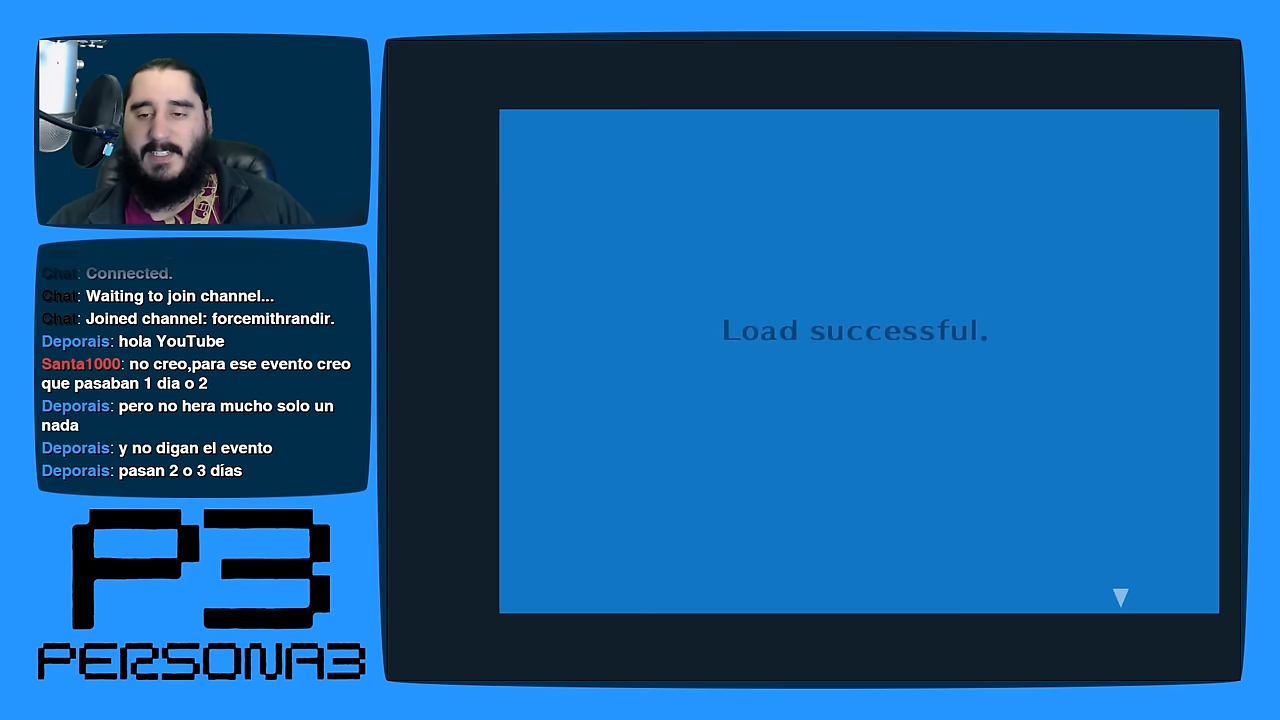 Chat: Connected.
Chat: Waiting to join channel...
Chat: Joined channel: forcemithrandir.
Deporais: hola YouTube
Santa1000: no creo,para ese evento creo
que pasaban 1 dia o 2
Deporais: pero no hera mucho solo un
nada
Deporais: y no digan el evento
Deporais: pasan 2 o 3 días
P3
PERSONA3
Load successful.